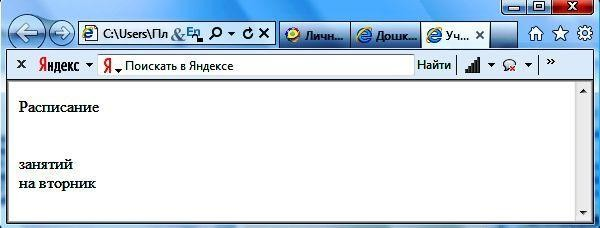 C:\Users\Пл
Личн...
Дошк...
Уч...
Яндекс
Я Поискать в Яндексе
Найти
Расписание
занятий
на вторник